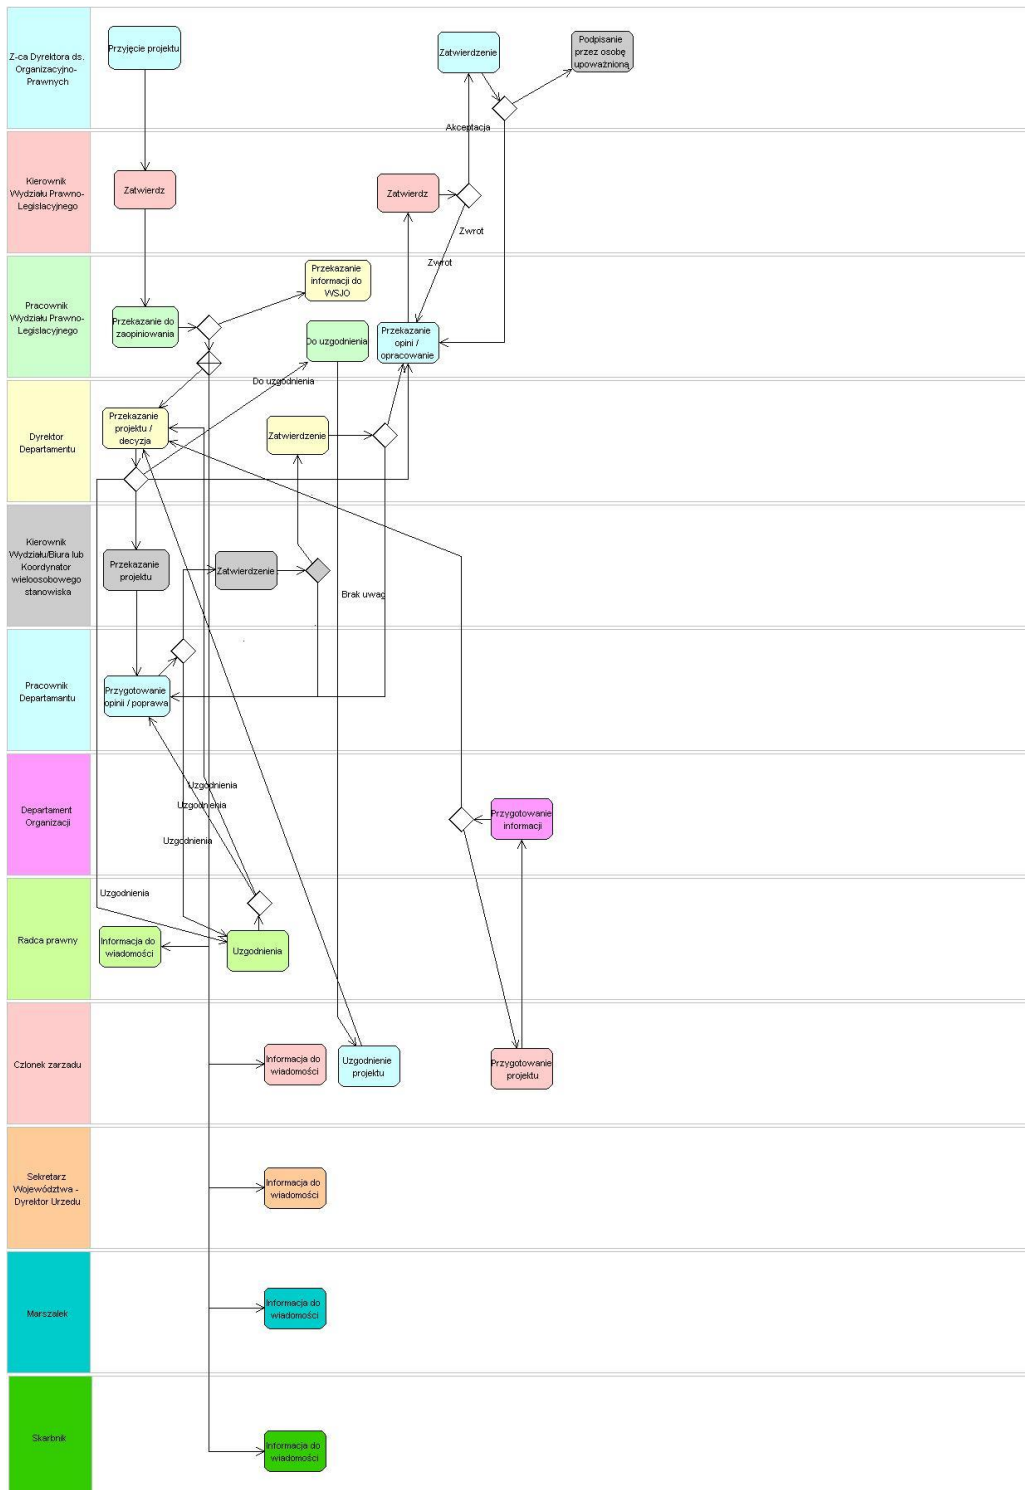 Z-ca Dyrektora ds.
Organizacyjno-
Prawnych
Przyjęcie projektu
Zatwierdzenie
Podpisanie
przez osobę
upoważnioną
Akceptacja
Kierownik
Wydziału Prawno-
Legislacyjnego
Zatwierdz
Zatwierdz
Zwrot
Zwrot
Pracownik
Wydziału Prawno-
Legislacyjnego
Przekazanie
informacji do
WSJO
Przekazanie do
zaopiniowania
Do uzgodnienia
Przekazanie
opini /
opracowanie
Do uzgodnienia
Dyrektor
Departamentu
Przekazanie
projektu /
decyzja
Zatwierdzenie
Kierownik
Wydziału/Biura lub
Koordynator
wieloosobowego
stanowiska
Przekazanie
projektu
Zatwierdzenie
Brak uwag
Pracownik
Departamantu
Przygotowanie
opinii / poprawa
Departament
Organizacji
Uzgodnienia
Uzgodnienia
Uzgodnienia
Przygotowanie
informacji
Radca prawny
Uzgodnienia
Informacja do
wiadomości
Uzgodnienia
Członek zarzadu
Informacja do
wiadomości
Uzgodnienie
projektu
Przygotowanie
projektu
Sekretarz
Województwa -
Dyrektor Urzedu
Informacja do
wiadomości
Marszałek
Informacja do
wiadomości
Skarbnik
Informacja do
wiadomości